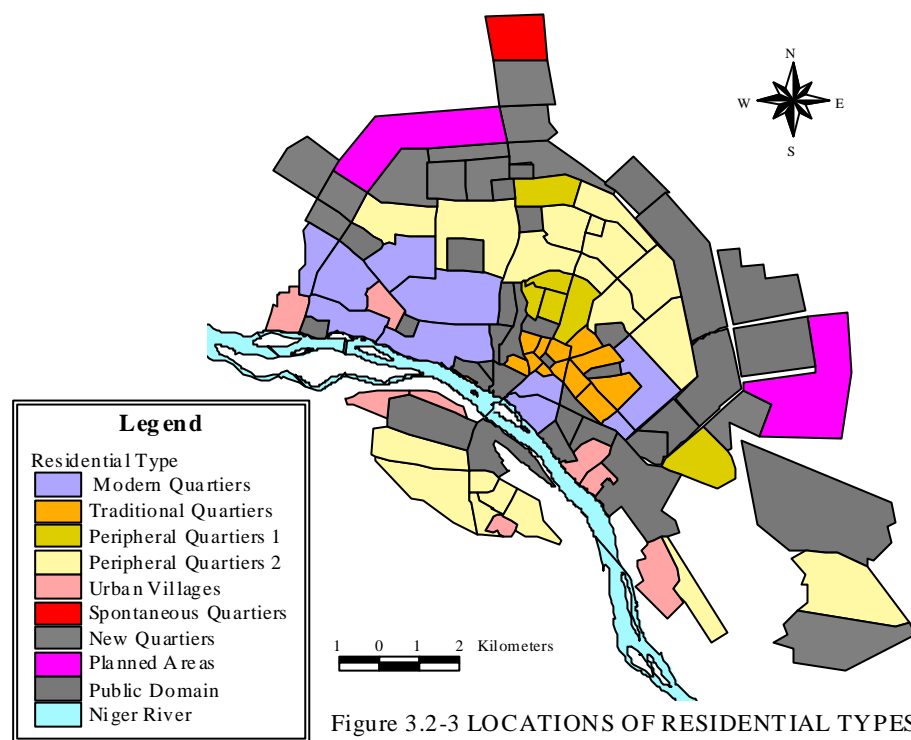 N
W E
S
Legend
Residential Type
Modern Quartiers
Traditional Quartiers
Peripheral Quartiers 1
Peripheral Quartiers 2
Urban Villages
Spontaneous Quartiers
New Quartiers
Planned Areas
Public Domain
Niger River
1 0 1 2 Kilometers
Figure 3.2-3 LOCATIONS OF RESIDENTIAL TYPES